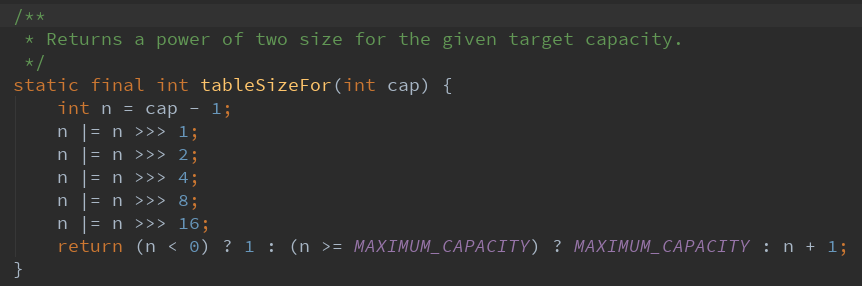 /**
 * Returns a power of two size for the given target capacity.
 */
static final int tableSizeFor(int cap) {
    int n = cap - 1;
    n |= n >>> 1;
    n |= n >>> 2;
    n |= n >>> 4;
    n |= n >>> 8;
    n |= n >>> 16;
    return (n < 0) ? 1 : (n >= MAXIMUM_CAPACITY) ? MAXIMUM_CAPACITY : n + 1;
}